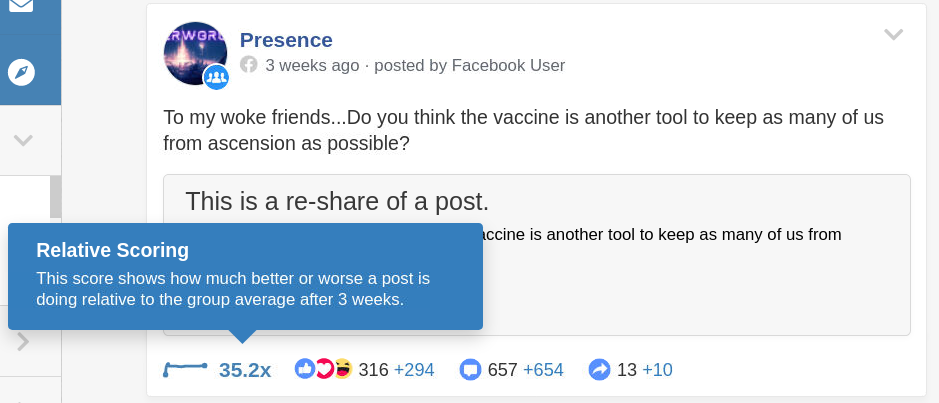 Presence
3 weeks ago · posted by Facebook User
To my woke friends...Do you think the vaccine is another tool to keep as many of us
from ascension as possible?
This is a re-share of a post.
accine is another tool to keep as many of us from
Relative Scoring
This score shows how much better or worse a post is
doing relative to the group average after 3 weeks.
35.2x 316 +294 657 +654 13 +10